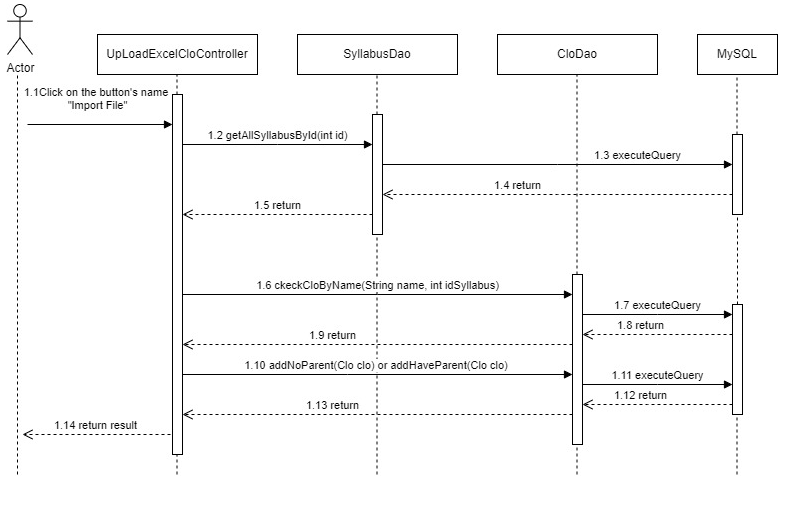 UpLoadExcelCloController
SyllabusDao
CloDao
MySQL
Actor
1.1Click on the button's name
"Import File"
1.2 getAllSyllabusById(int id)
1.3 executeQuery
1.4 return
1.5 return
1.6 ckeckCloByName(String name, int idSyllabus)
1.7 executeQuery
1.8 return
1.9 return
1.10 addNoParent(Clo clo) or addHaveParent(Clo clo)
1.11 executeQuery
1.12 return
1.13 return
1.14 return result